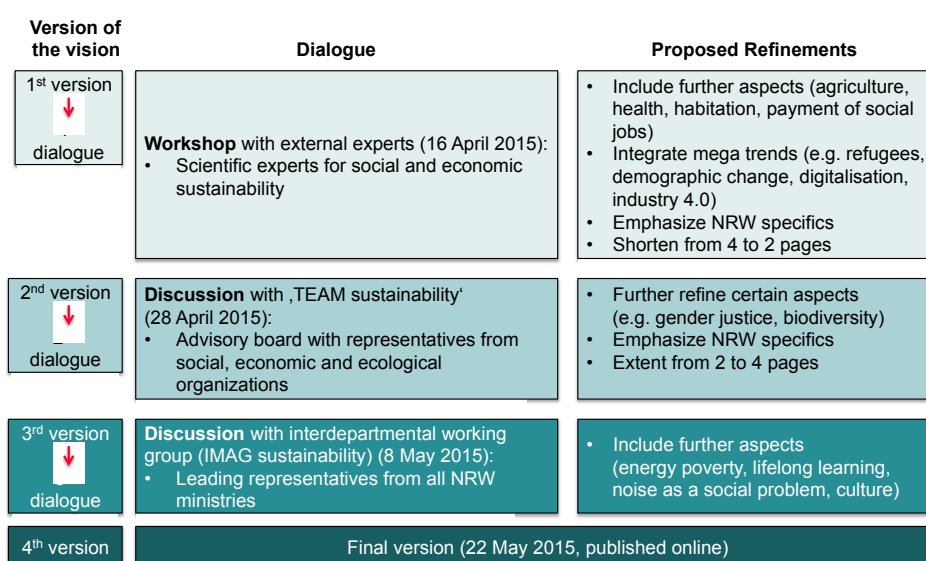 Version of
the vision
Dialogue
Proposed Refinements
1st version
dialogue
Workshop with external experts (16 April 2015):
• Scientific experts for social and economic
sustainability
• Include further aspects (agriculture,
health, habitation, payment of social
jobs)
• Integrate mega trends (e.g. refugees,
demographic change, digitalisation,
industry 4.0)
• Emphasize NRW specifics
• Shorten from 4 to 2 pages
2nd version
dialogue
Discussion with ‚TEAM sustainability‘
(28 April 2015):
• Advisory board with representatives from
social, economic and ecological
organizations
• Further refine certain aspects
(e.g. gender justice, biodiversity)
• Emphasize NRW specifics
• Extent from 2 to 4 pages
3rd version
dialogue
Discussion with interdepartmental working
group (IMAG sustainability) (8 May 2015):
• Leading representatives from all NRW
ministries
• Include further aspects
(energy poverty, lifelong learning,
noise as a social problem, culture)
4th version
Final version (22 May 2015, published online)